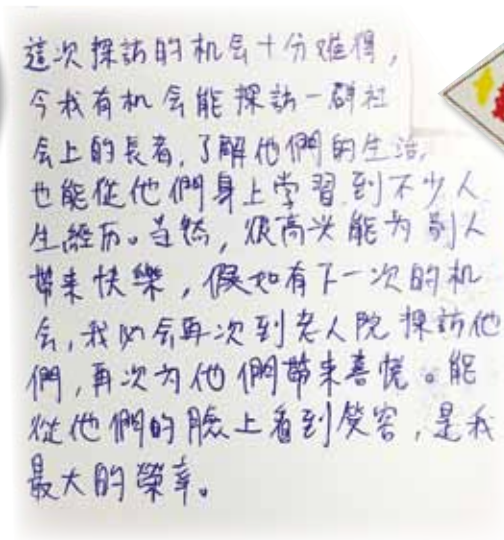 這次探訪的机会十分难得，
令我有机会能探訪一群社
会上的長者，了解他們的生活，
也能從他們身上学習到不少人
生經历。当然，很高兴能为別人
帶来快樂，假如有下一次的机
会，我必会再次到老人院探訪他
們，再次为他們帶来喜悅。能
從他們的臉上看到笑容，是我
最大的榮幸。